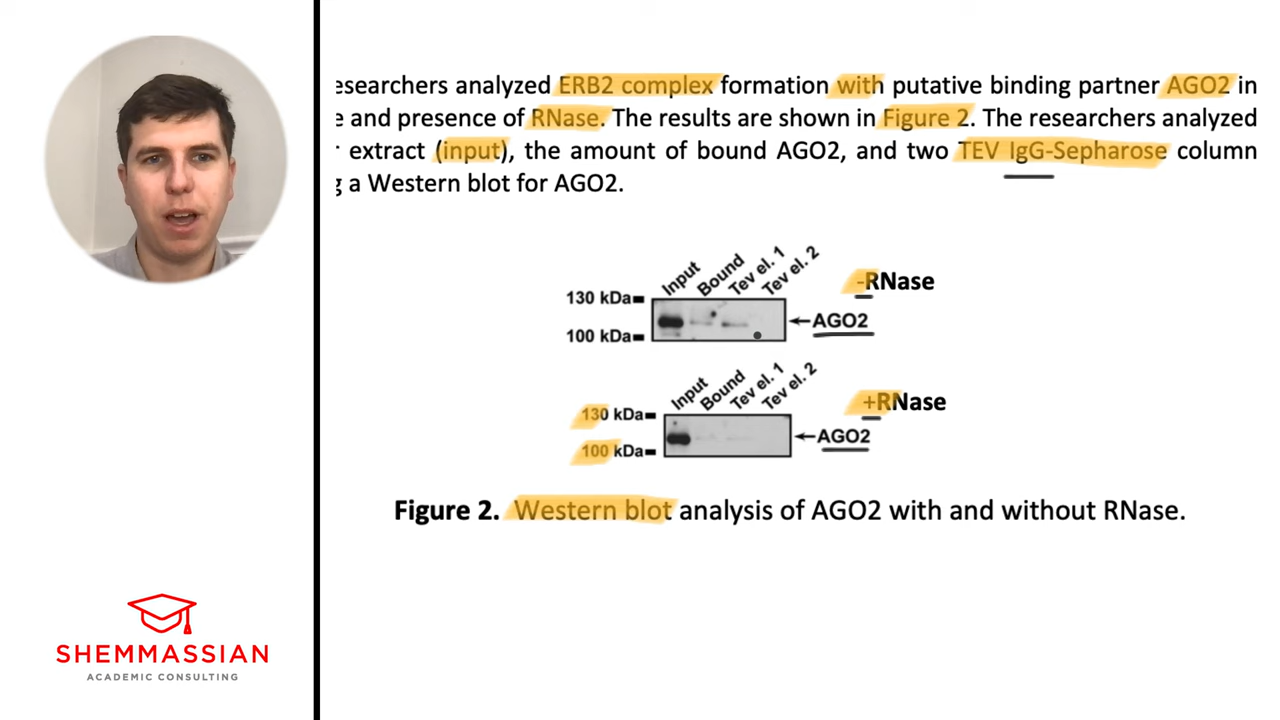 esearchers analyzed ERB2 complex formation with putative binding partner AGO2 in
e and presence of RNase. The results are shown in Figure 2. The researchers analyzed
r extract (input), the amount of bound AGO2, and two TEV IgG-Sepharose column
g a Western blot for AGO2.
Input Bound Tev el. 1 Tev el. 2
-RNase
130 kDa
←AGO2
100 kDa
Input Bound Tev el. 1 Tev el. 2
+RNase
130 kDa
←AGO2
100 kDa
Figure 2. Western blot analysis of AGO2 with and without RNase.
SHEMMASSIAN
ACADEMIC CONSULTING